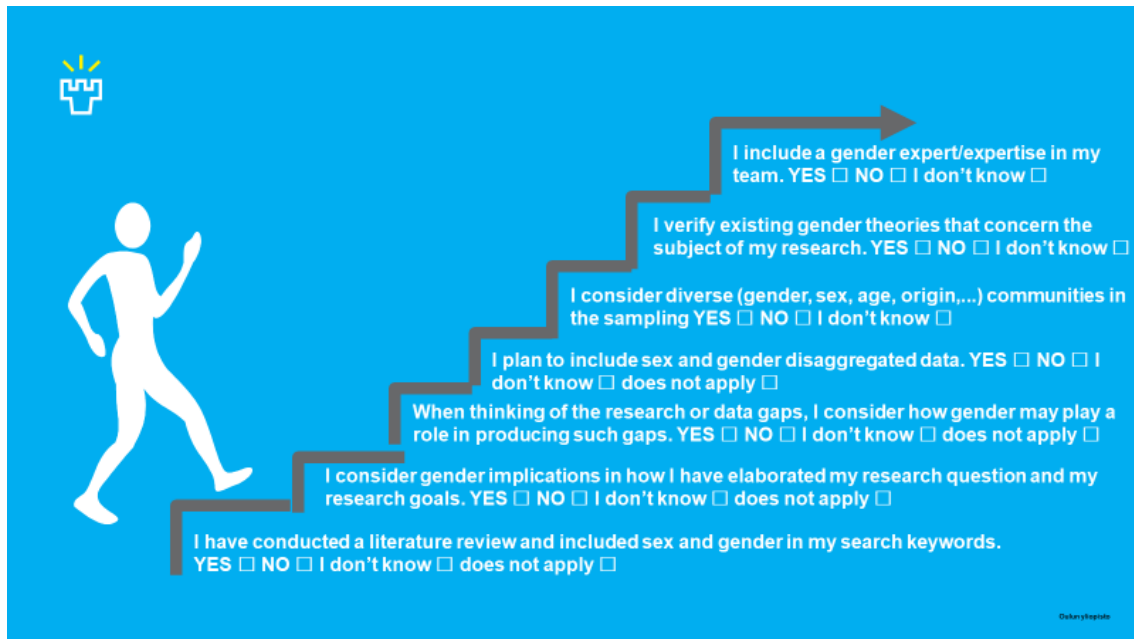 I include a gender expert/expertise in my
team. YES ☐ NO ☐ I don't know ☐
I verify existing gender theories that concern the
subject of my research. YES ☐ NO ☐ I don't know ☐
I consider diverse (gender, sex, age, origin,...) communities in
the sampling YES ☐ NO ☐ I don't know ☐
I plan to include sex and gender disaggregated data. YES ☐ NO ☐ I
don't know ☐ does not apply ☐
When thinking of the research or data gaps, I consider how gender may play a
role in producing such gaps. YES ☐ NO ☐ I don't know ☐ does not apply ☐
I consider gender implications in how I have elaborated my research question and my
research goals. YES ☐ NO ☐ I don't know ☐ does not apply ☐
I have conducted a literature review and included sex and gender in my search keywords.
YES ☐ NO ☐ I don't know ☐ does not apply ☐
Oulun yliopisto